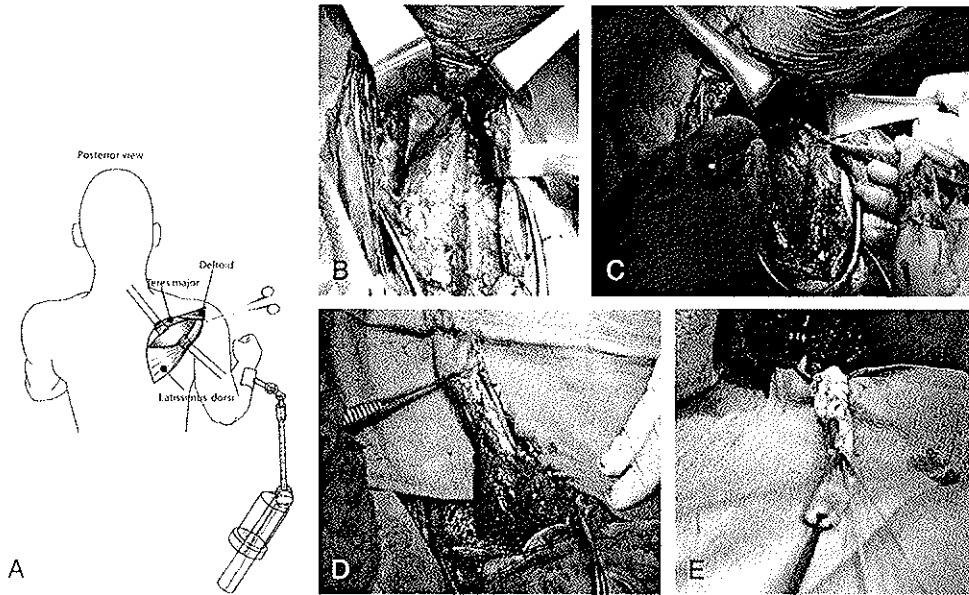 Posterior view
Deltoid
Teres major
Latissimus dorsi
A
B
C
D
E